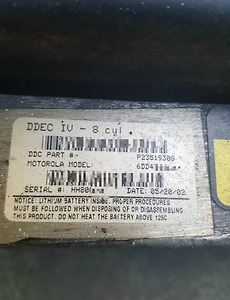 DDEC IV - 8 cyl.
DDC PART #:- P23519308
MOTOROLA MODEL:
SERIAL #: DATE: 05/20/02
NOTICE: LITHIUM BATTERY INSIDE. PROPER PROCEDURES
MUST BE FOLLOWED WHEN DISPOSING OF OR DISASSEMBLING
THIS PRODUCT. DO NOT HEAT THE BATTERY ABOVE 125C